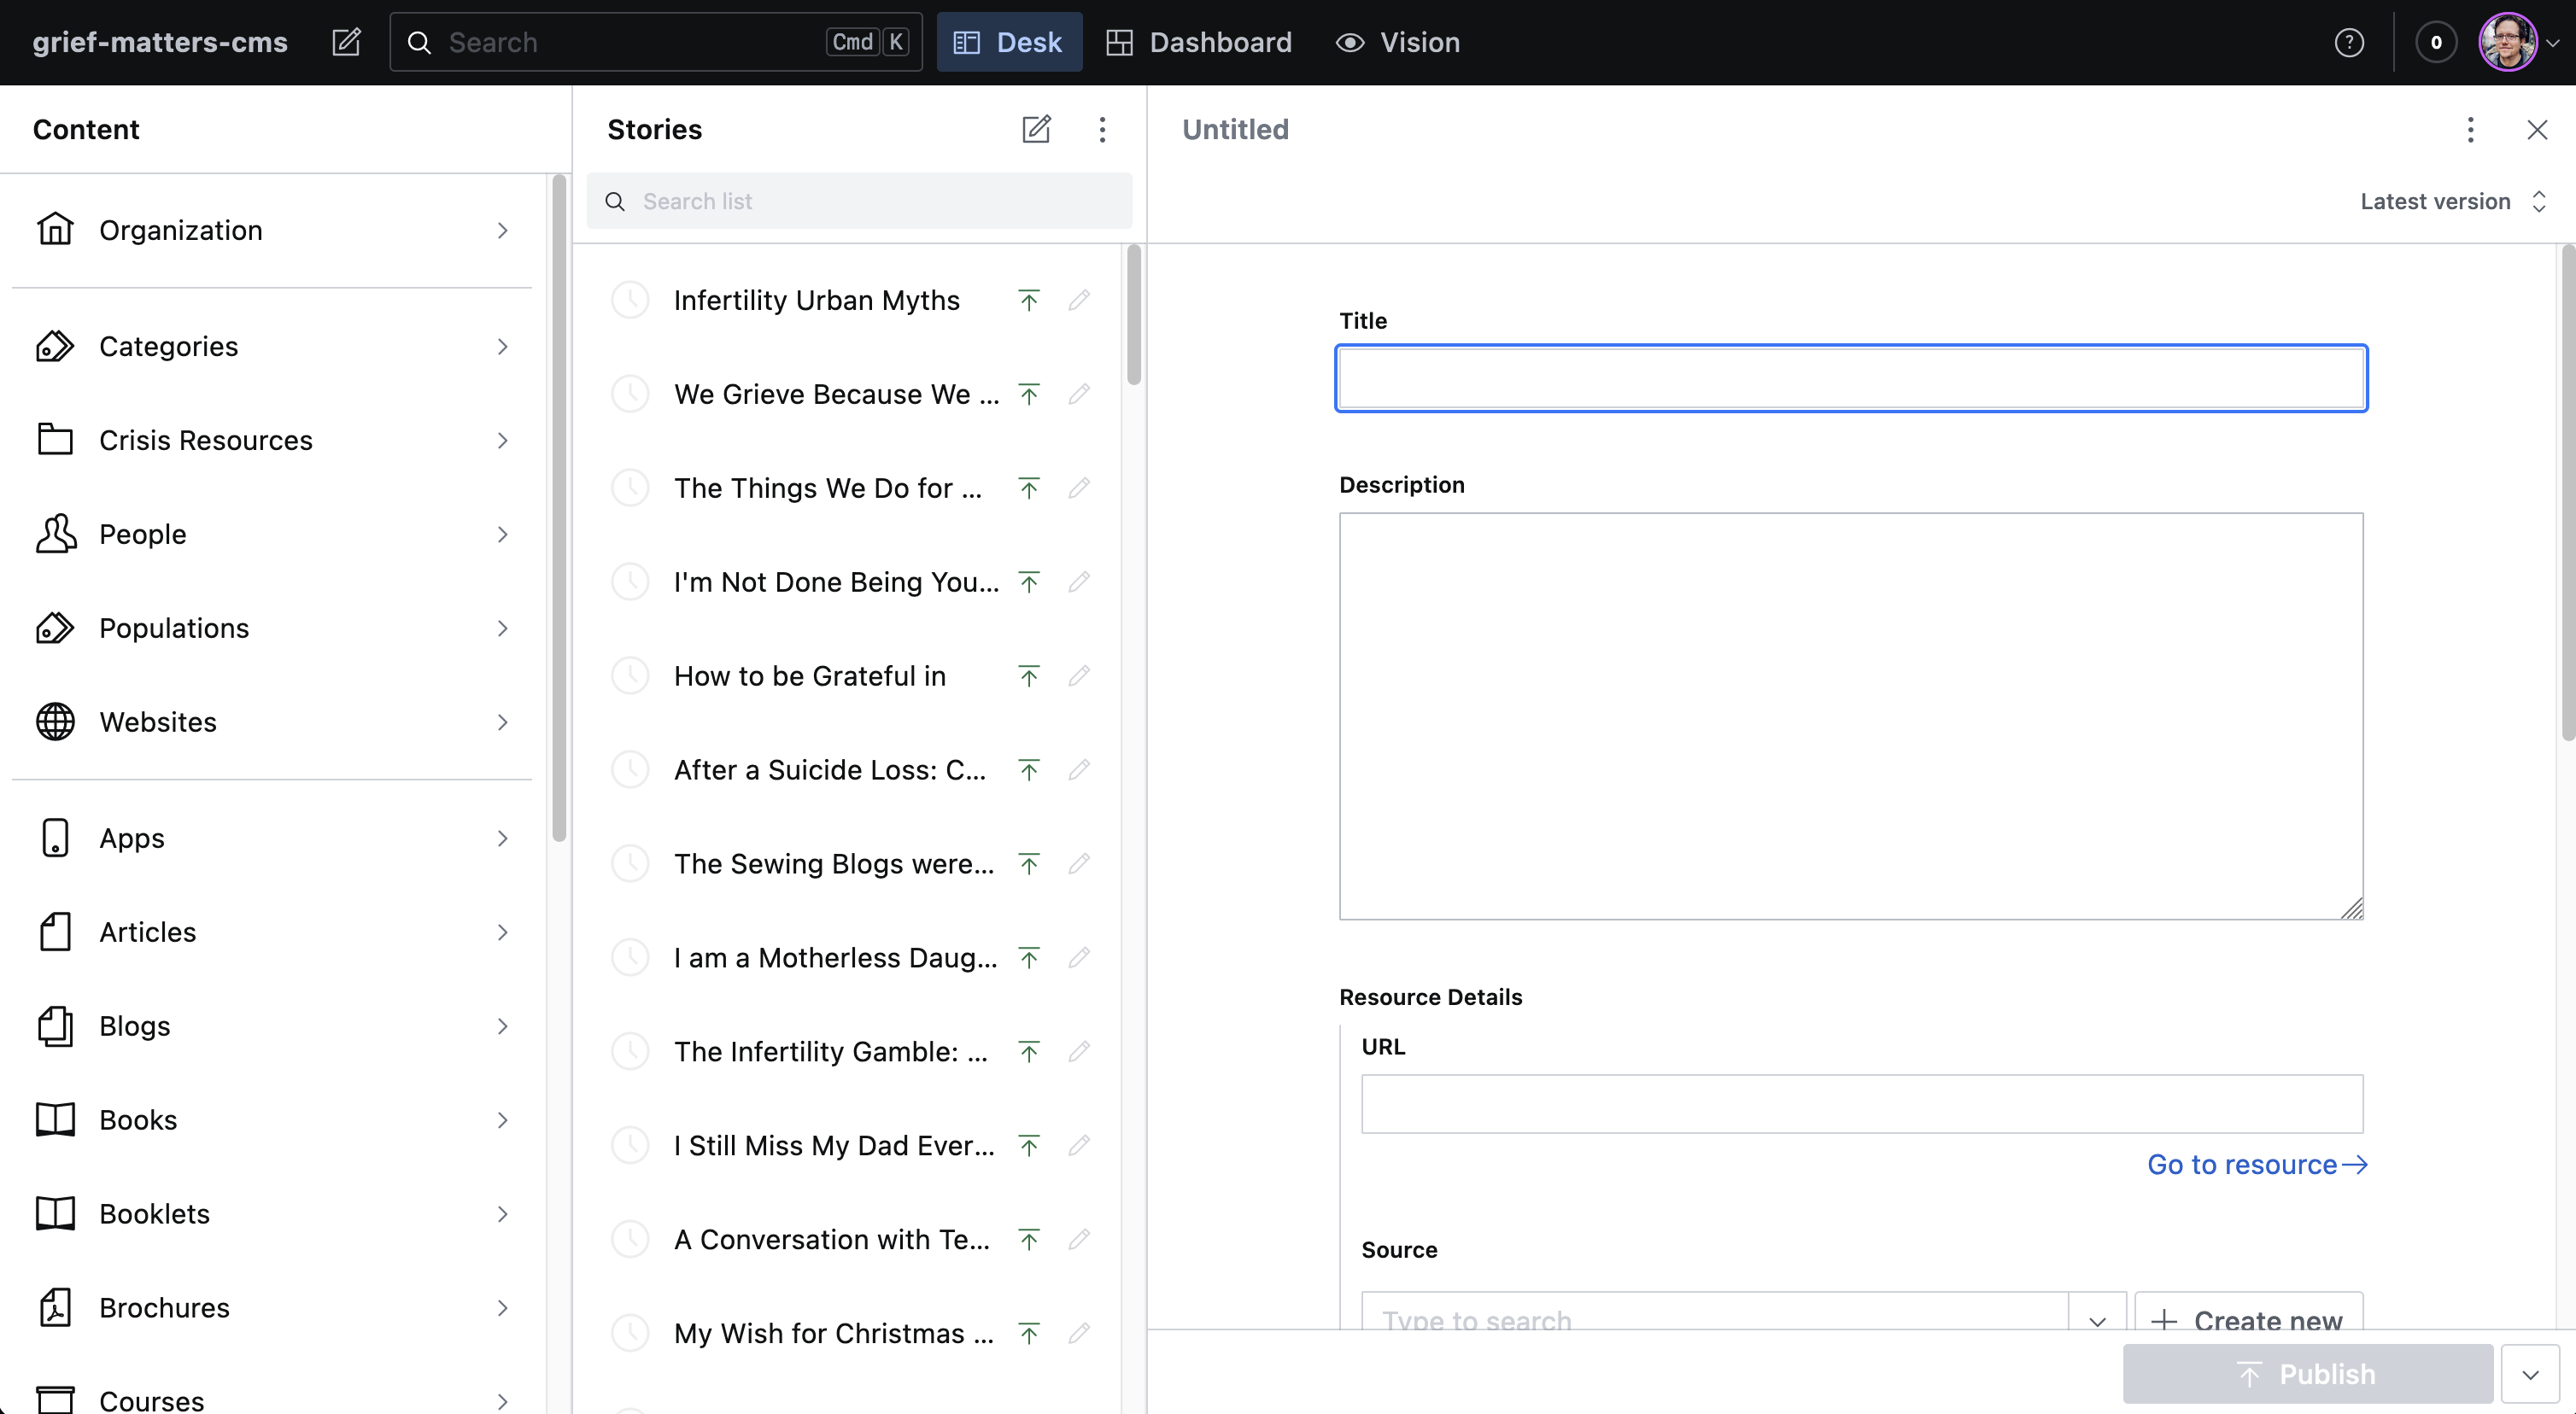 grief-matters-cms
Search
Cmd K
Desk
Dashboard
Vision
?
0
Content
Organization
Categories
Crisis Resources
People
Populations
Websites
Apps
Articles
Blogs
Books
Booklets
Brochures
Courses
Stories
Search list
Infertility Urban Myths
We Grieve Because We ...
The Things We Do for ...
I'm Not Done Being You...
How to be Grateful in
After a Suicide Loss: C...
The Sewing Blogs were...
I am a Motherless Daug...
The Infertility Gamble: ...
I Still Miss My Dad Ever...
A Conversation with Te...
My Wish for Christmas ...
Untitled
Latest version
Title
Description
Resource Details
URL
Go to resource
Source
Type to search
Create new
Publish